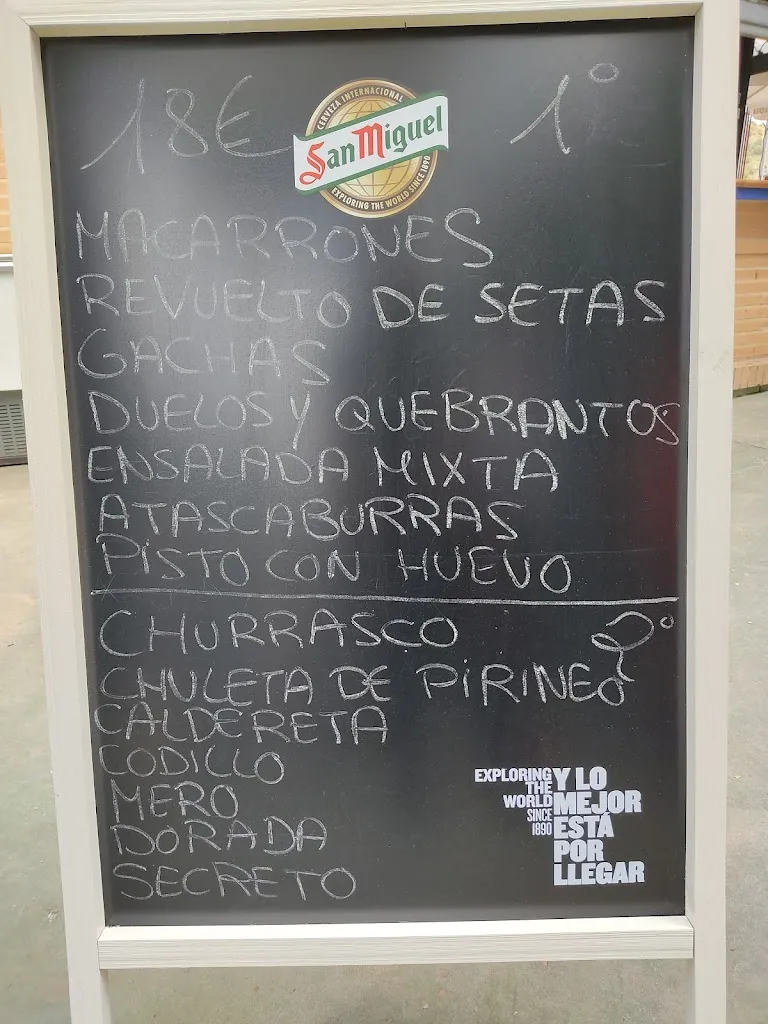 18€
CERVEZA INTERNACIONAL
San Miguel
EXPLORING THE WORLD SINCE 1890
1º
MACARRONES
REVUELTO DE SETAS
GACHAS
DUELOS Y QUEBRANTOS
ENSALADA MIXTA
ATASCABURRAS
PISTO CON HUEVO
CHURRASCO 2º
CHULETA DE PIRINEO
CALDERETA
CODILLO
MERO
DORADA
SECRETO
EXPLORING
THE
WORLD
SINCE
1890
Y LO
MEJOR
ESTÁ
POR
LLEGAR